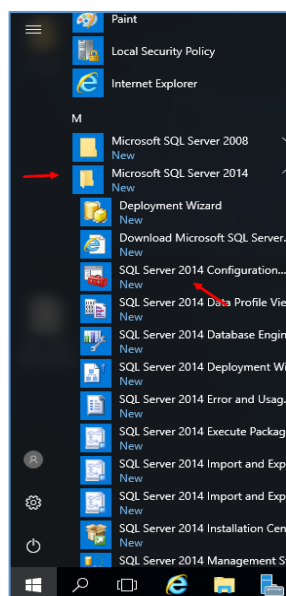 Paint
Local Security Policy
Internet Explorer
M
Microsoft SQL Server 2008
New
Microsoft SQL Server 2014
New
Deployment Wizard
New
Download Microsoft SQL Server...
New
SQL Server 2014 Configuration...
New
SQL Server 2014 Data Profile Vie
New
SQL Server 2014 Database Engin
New
SQL Server 2014 Deployment Wi
New
SQL Server 2014 Error and Usag.
New
SQL Server 2014 Execute Packag
New
SQL Server 2014 Import and Exp
New
SQL Server 2014 Import and Exp
New
SQL Server 2014 Installation Cen
New
SQL Server 2014 Management S